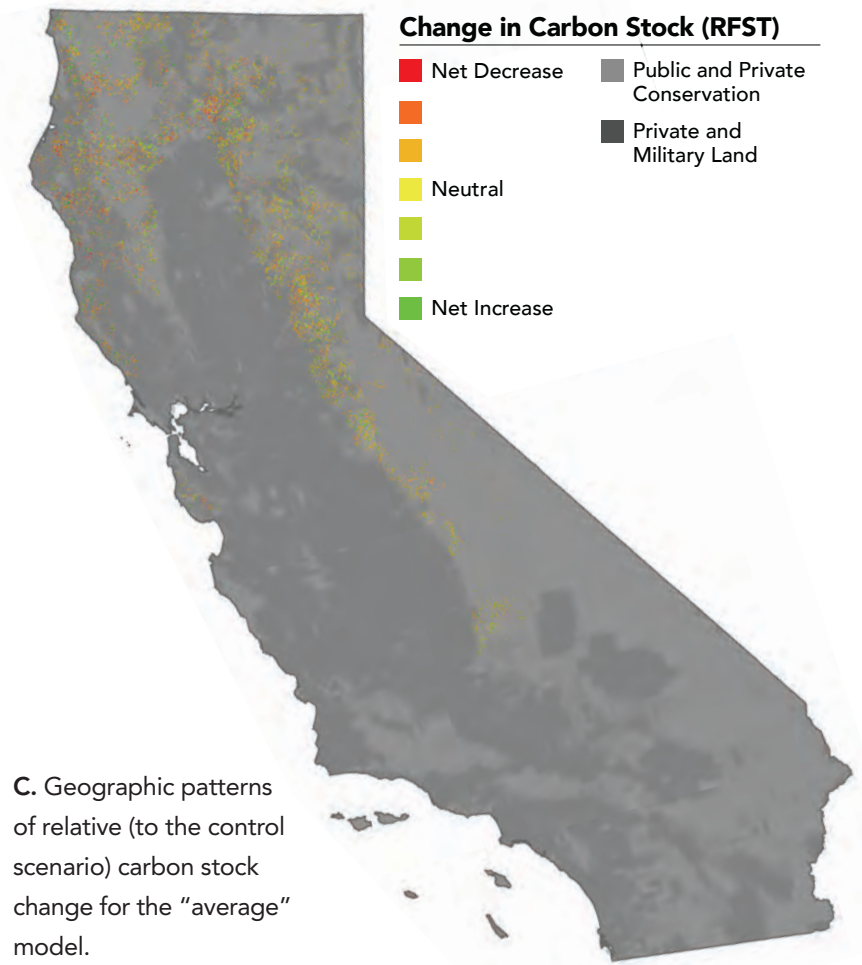 Change in Carbon Stock (RFST)
Net Decrease
Neutral
Net Increase
Public and Private
Conservation
Private and
Military Land
C. Geographic patterns
of relative (to the control
scenario) carbon stock
change for the “average”
model.